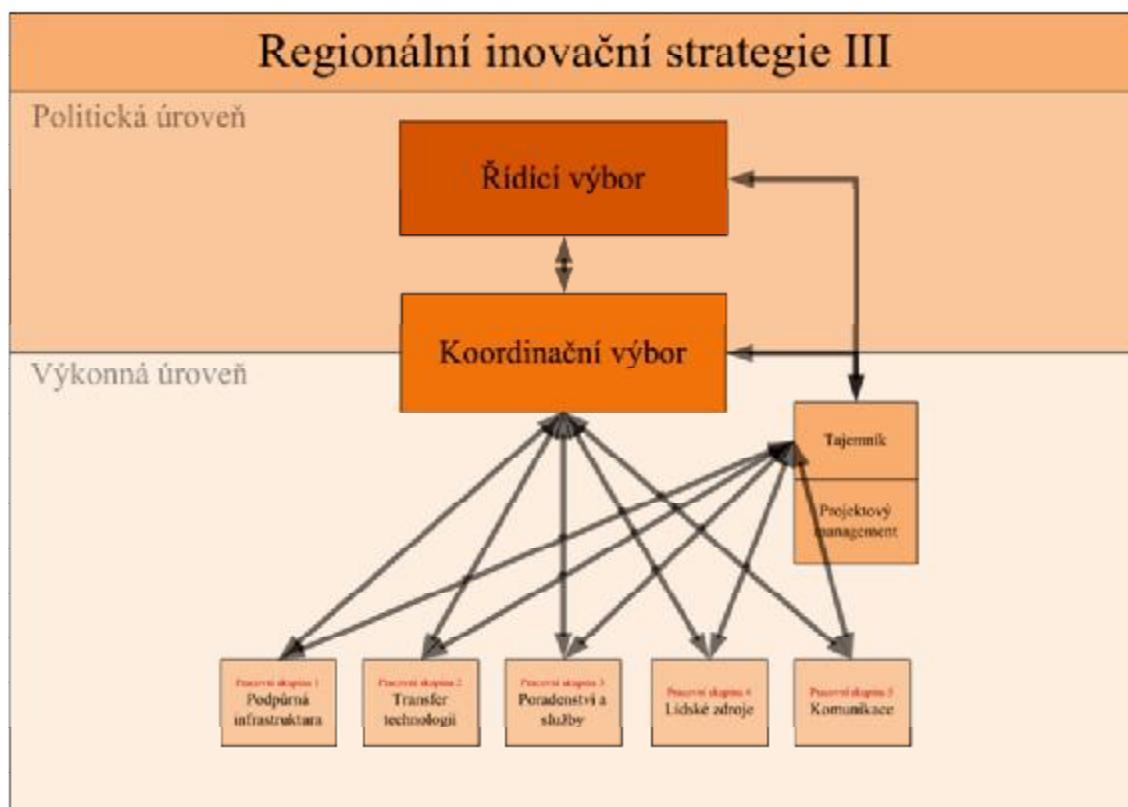 Regionální inovační strategie III
Politická úroveň
Řídící výbor
Koordinační výbor
Výkonná úroveň
Tajemník
Projektový
management
Pracovní skupina 1
Podpůrná
infrastruktura
Pracovní skupina 2
Transfer
technologií
Pracovní skupina 3
Poradenství a
služby
Pracovní skupina 4
Lidské zdroje
Pracovní skupina 5
Komunikace